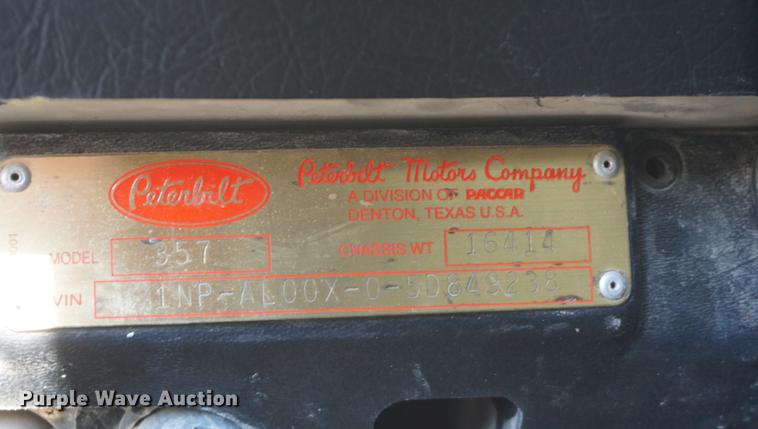 Peterbilt
Peterbilt Motors Company
A DIVISION OF PACCAR
DENTON, TEXAS U.S.A.
MODEL 357 CHASSIS WT 16414
VIN 1NP-AL00X-0-5D849238
Purple Wave Auction